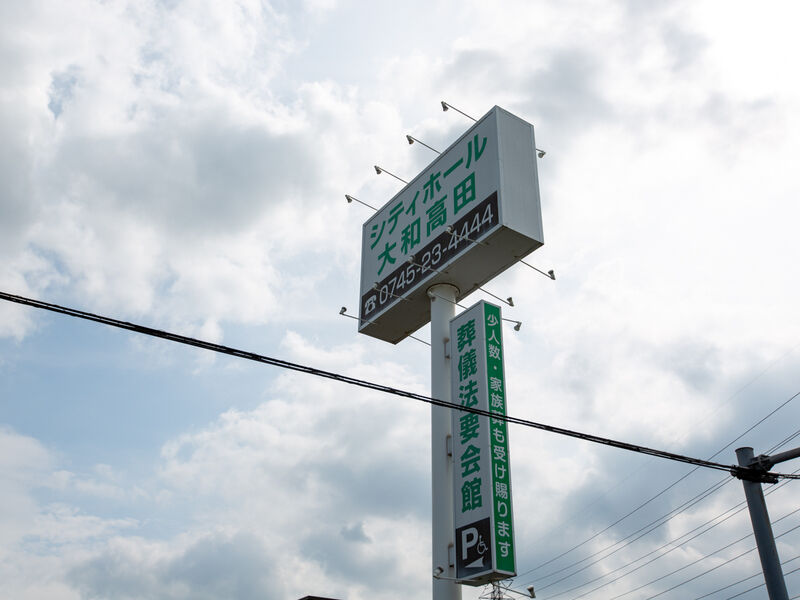 シティホール
大和高田
☎0745-23-4444
葬儀法要会館
少人数・家族葬も受け賜ります
P